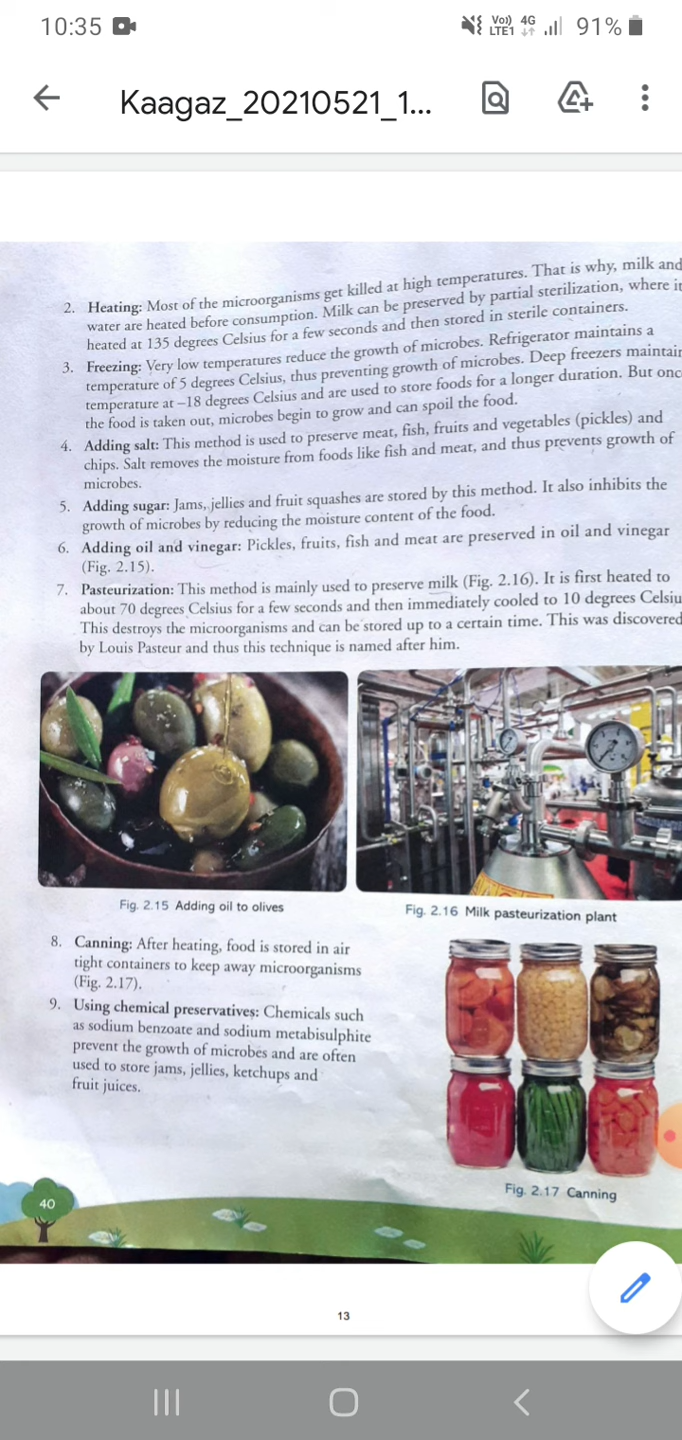 10:35
Vo)) 4G
LTE1
91%
Kaagaz_20210521_1...
2. Heating: Most of the microorganisms get killed at high temperatures. That is why, milk and
water are heated before consumption. Milk can be preserved by partial sterilization, where it
heated at 135 degrees Celsius for a few seconds and then stored in sterile containers.
3. Freezing: Very low temperatures reduce the growth of microbes. Refrigerator maintains a
temperature of 5 degrees Celsius, thus preventing growth of microbes. Deep freezers maintain
temperature at –18 degrees Celsius and are used to store foods for a longer duration. But onc
the food is taken out, microbes begin to grow and can spoil the food.
4. Adding salt: This method is used to preserve meat, fish, fruits and vegetables (pickles) and
chips. Salt removes the moisture from foods like fish and meat, and thus prevents growth of
microbes.
5. Adding sugar: Jams, jellies and fruit squashes are stored by this method. It also inhibits the
growth of microbes by reducing the moisture content of the food.
6. Adding oil and vinegar: Pickles, fruits, fish and meat are preserved in oil and vinegar
(Fig. 2.15).
7. Pasteurization: This method is mainly used to preserve milk (Fig. 2.16). It is first heated to
about 70 degrees Celsius for a few seconds and then immediately cooled to 10 degrees Celsiu
This destroys the microorganisms and can be stored up to a certain time. This was discovered
by Louis Pasteur and thus this technique is named after him.
Fig. 2.15 Adding oil to olives
Fig. 2.16 Milk pasteurization plant
8. Canning: After heating, food is stored in air
tight containers to keep away microorganisms
(Fig. 2.17).
9. Using chemical preservatives: Chemicals such
as sodium benzoate and sodium metabisulphite
prevent the growth of microbes and are often
used to store jams, jellies, ketchups and
fruit juices.
Fig. 2.17 Canning
40
13